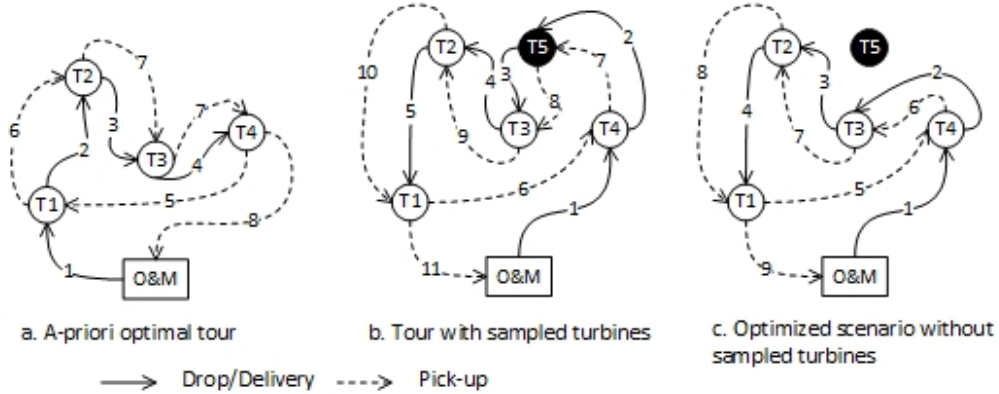 T2
7
7
6
3
T3
4
T4
2
T1
5
8
1
O&M
a. A-priori optimal tour
T2
T5
2
10
4
3
7
5
8
9
T3
T4
6
T1
1
11
O&M
b. Tour with sampled turbines
T2
T5
8
3
2
4
6
7
T3
T4
5
T1
1
9
O&M
c. Optimized scenario without
sampled turbines
Drop/Delivery
Pick-up